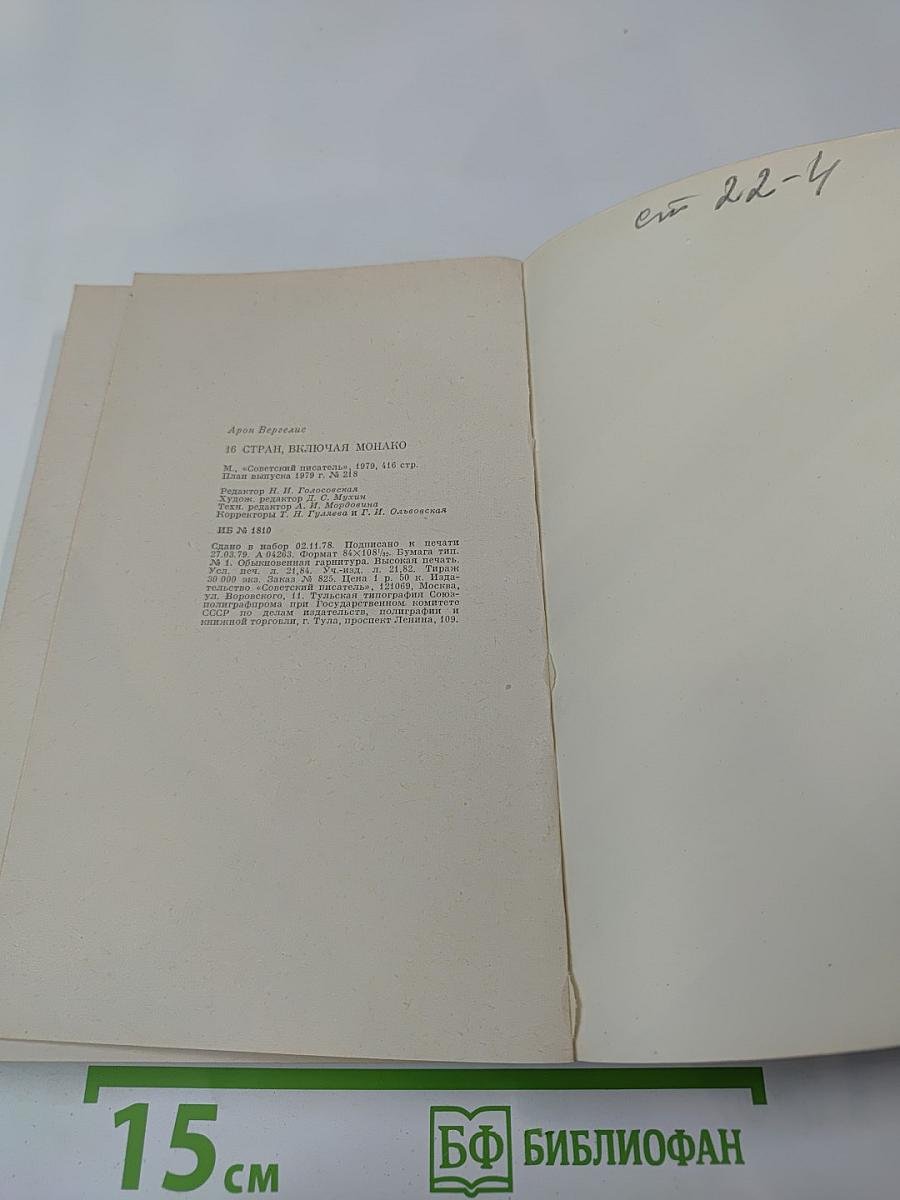 Арон Вергелис
16 СТРАН, ВКЛЮЧАЯ МОНАКО
М., «Советский писатель», 1979, 416 стр.
План выпуска 1979 г. № 218
Редактор Н. И. Голосовская
Худож. редактор Д. С. Мухин
Техн. редактор А. И. Мордовина
Корректоры Т. Н. Гуляева и Г. И. Ольвовская
ИБ № 1810
Сдано в набор 02.11.78. Подписано к печати
27.03.79. А 04263. Формат 84×108¹/₃₂. Бумага тип.
№ 1. Обыкновенная гарнитура. Высокая печать.
Усл. печ. л. 21,84. Уч.-изд. л. 21,82. Тираж
30 000 экз. Заказ № 825. Цена 1 р. 50 к. Изда-
тельство «Советский писатель», 121069, Москва,
ул. Воровского, 11. Тульская типография Союз-
полиграфпрома при Государственном комитете
СССР по делам издательств, полиграфии и
книжной торговли, г. Тула, проспект Ленина, 109.
ст 22-4
15 см
БФ БИБЛИОФАН